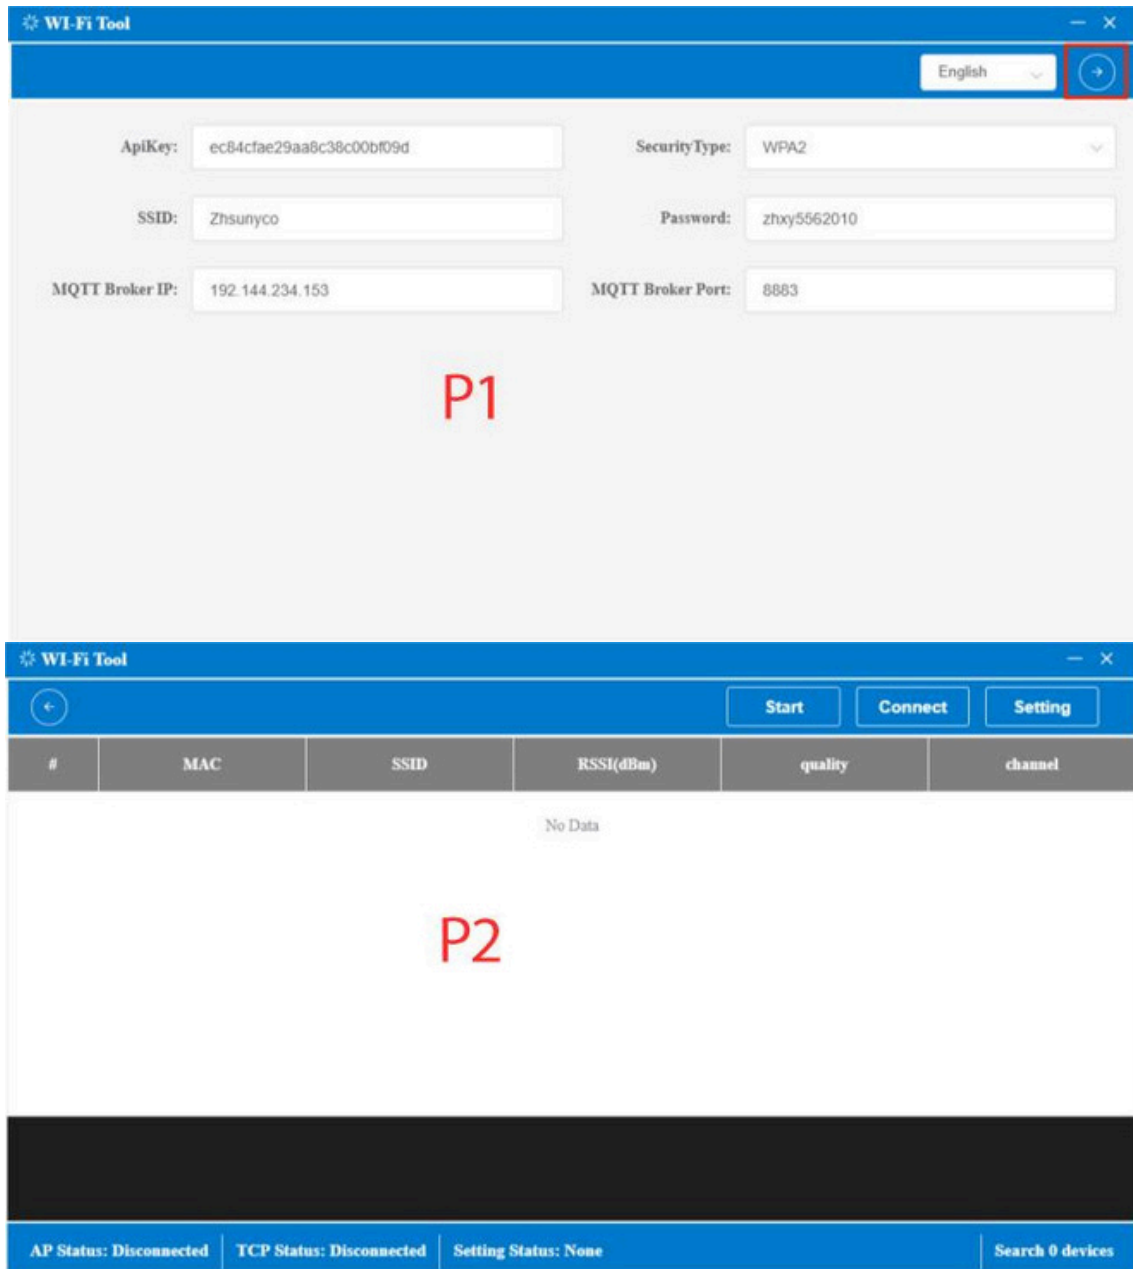 WI-Fi Tool
English
ApiKey: ec84cfae29aa8c38c00bf09d SecurityType: WPA2
SSID: Zhsunyco Password: zhxy5562010
MQTT Broker IP: 192.144.234.153 MQTT Broker Port: 8883
P1
WI-Fi Tool
Start Connect Setting
# MAC SSID RSSI(dBm) quality channel
No Data
P2
AP Status: Disconnected TCP Status: Disconnected Setting Status: None Search 0 devices